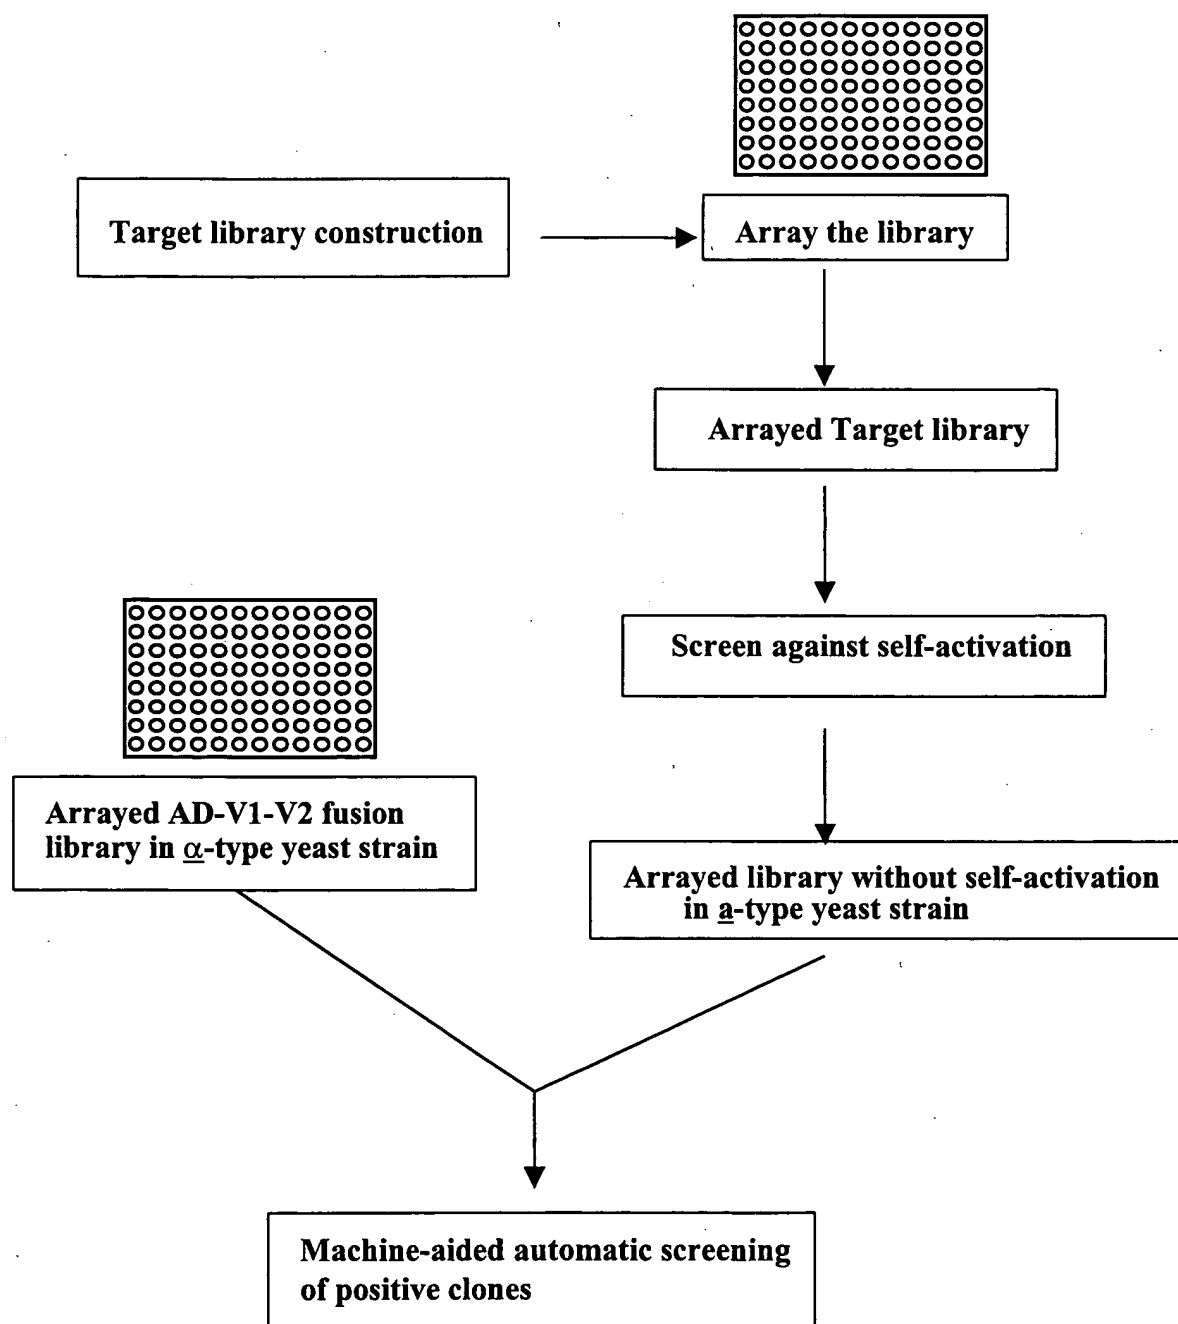 Target library construction
Array the library
Arrayed Target library
Screen against self-activation
Arrayed AD-V1-V2 fusion
library in α-type yeast strain
Arrayed library without self-activation
in a-type yeast strain
Machine-aided automatic screening
of positive clones